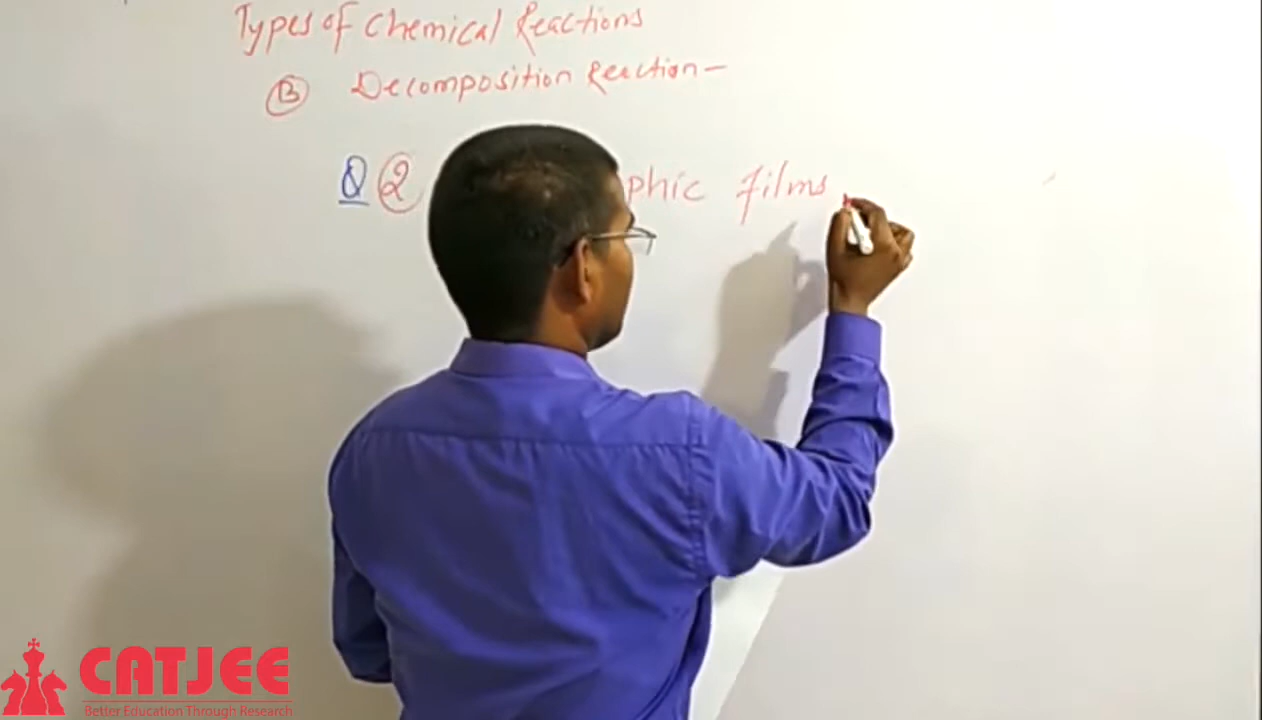 Types of Chemical Reactions
B Decomposition Reaction -
Q 2 phic films
CATJEE
Better Education Through Research